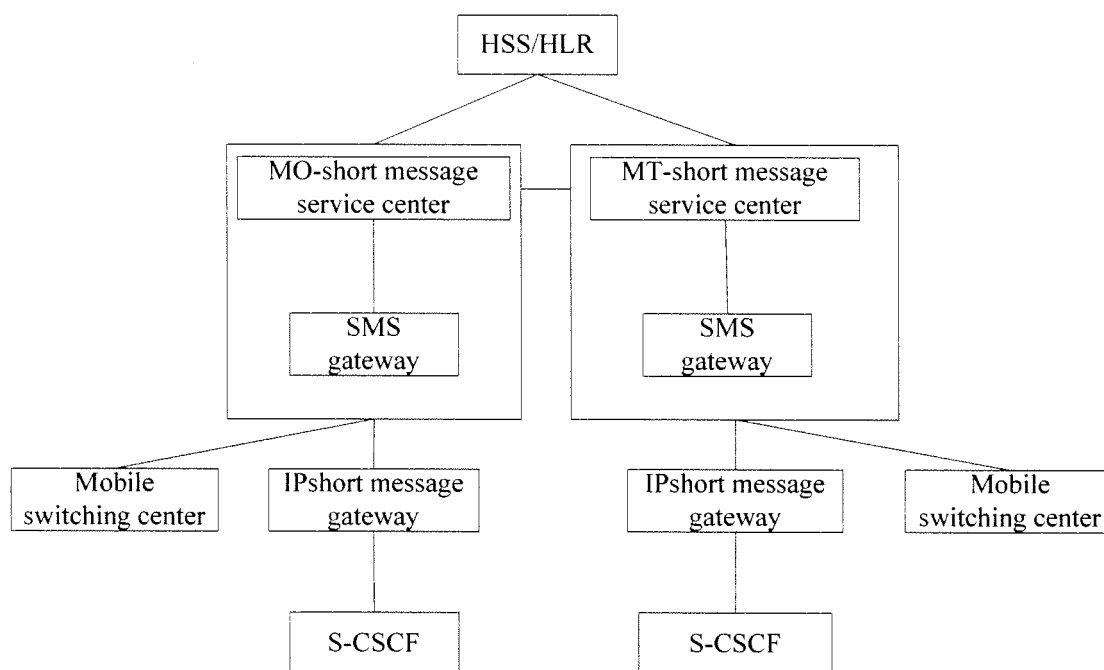 HSS/HLR
MO-short message
service center
MT-short message
service center
SMS
gateway
SMS
gateway
Mobile
switching center
IPshort message
gateway
IPshort message
gateway
Mobile
switching center
S-CSCF
S-CSCF